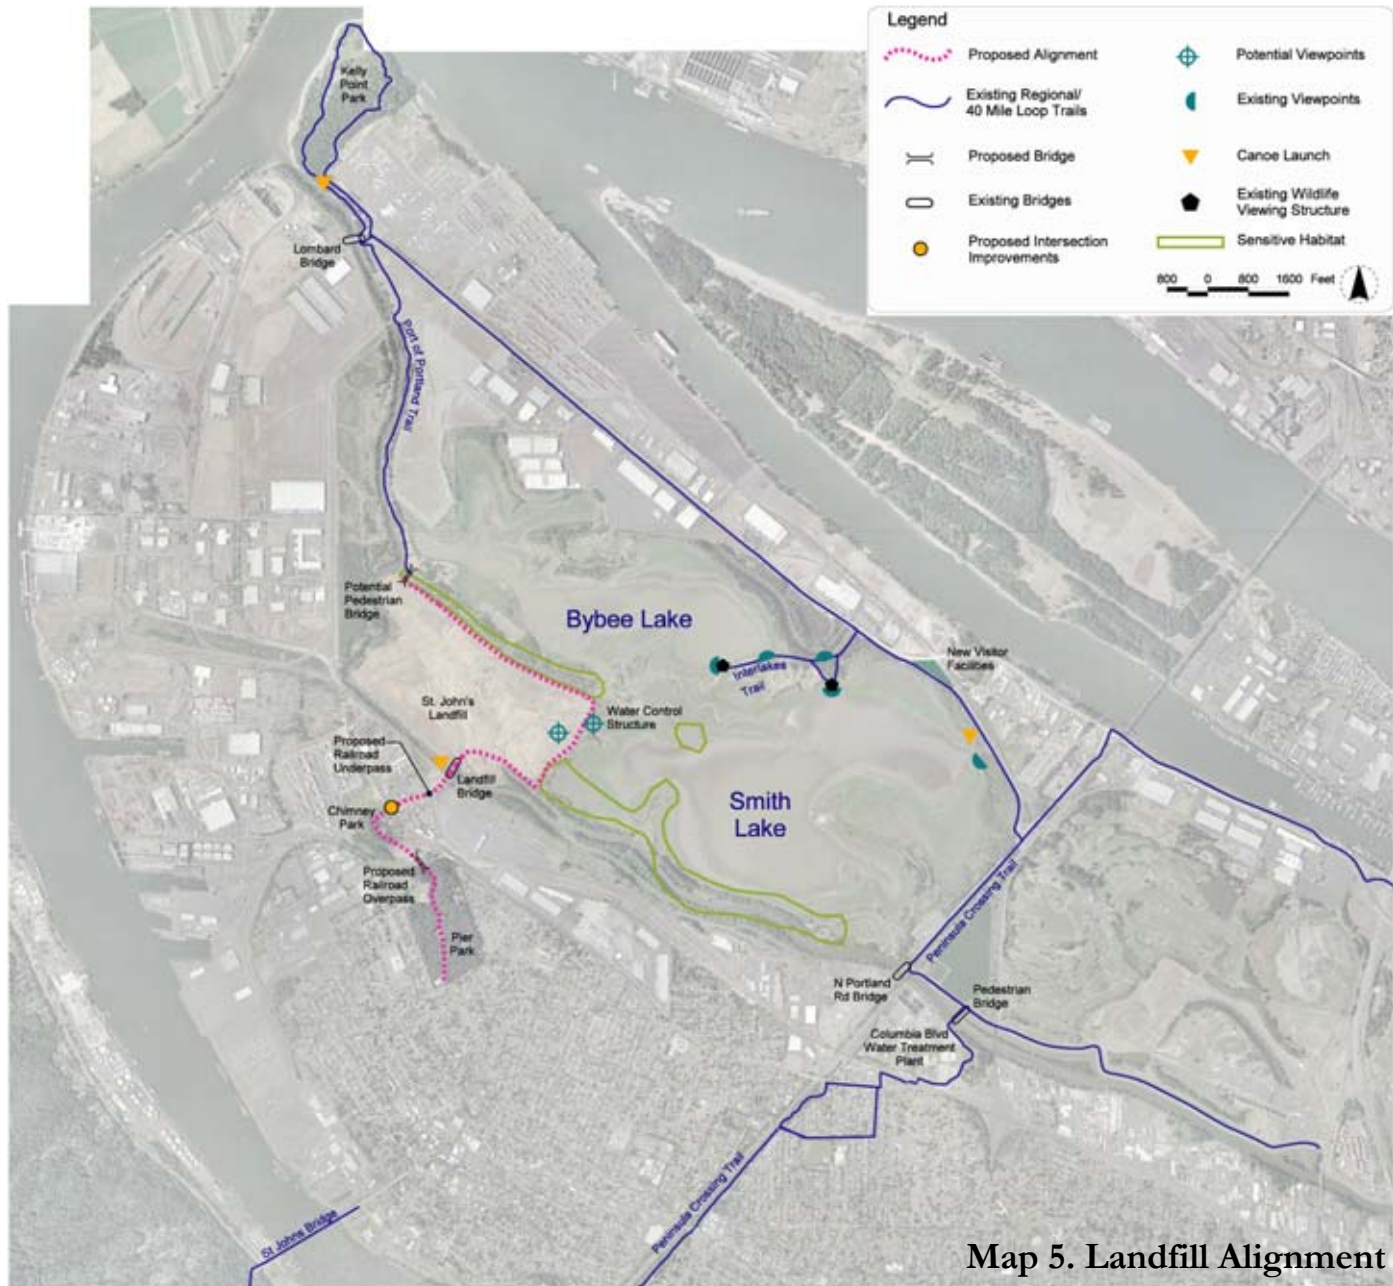 Legend
Proposed Alignment
Existing Regional/
40 Mile Loop Trails
Proposed Bridge
Existing Bridges
Proposed Intersection
Improvements
Potential Viewpoints
Existing Viewpoints
Canoe Launch
Existing Wildlife
Viewing Structure
Sensitive Habitat
800 0 800 1600 Feet
Kelly
Point
Park
Lombard
Bridge
Port of Portland Trail
Potential
Pedestrian
Bridge
Bybee Lake
Interlakes
Trail
New Visitor
Facilities
St. John's
Landfill
Water Control
Structure
Proposed
Railroad
Underpass
Landfill
Bridge
Chimney
Park
Smith
Lake
Proposed
Railroad
Overpass
Pier
Park
Peninsula Crossing Trail
N Portland
Rd Bridge
Pedestrian
Bridge
Columbia Blvd
Water Treatment
Plant
Peninsula Crossing Trail
St Johns Bridge
Map 5. Landfill Alignment